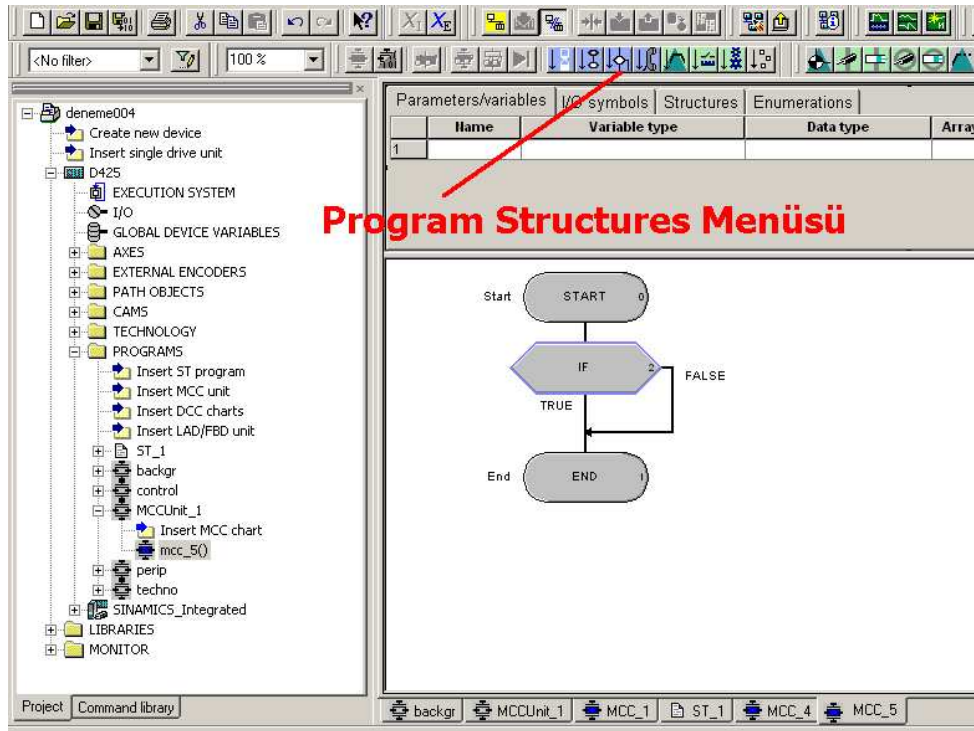 <No filter>
100 %
deneme004
Create new device
Insert single drive unit
D425
EXECUTION SYSTEM
I/O
GLOBAL DEVICE VARIABLES
AXES
EXTERNAL ENCODERS
PATH OBJECTS
CAMS
TECHNOLOGY
PROGRAMS
Insert ST program
Insert MCC unit
Insert DCC charts
Insert LAD/FBD unit
ST_1
backgr
control
MCCUnit_1
Insert MCC chart
mcc_5()
perip
techno
SINAMICS_Integrated
LIBRARIES
MONITOR
Project Command library
Parameters/variables I/O symbols Structures Enumerations
Name Variable type Data type Array
1
Program Structures Menüsü
Start START 0
IF 2
FALSE
TRUE
End END 1
backgr MCCUnit_1 MCC_1 ST_1 MCC_4 MCC_5